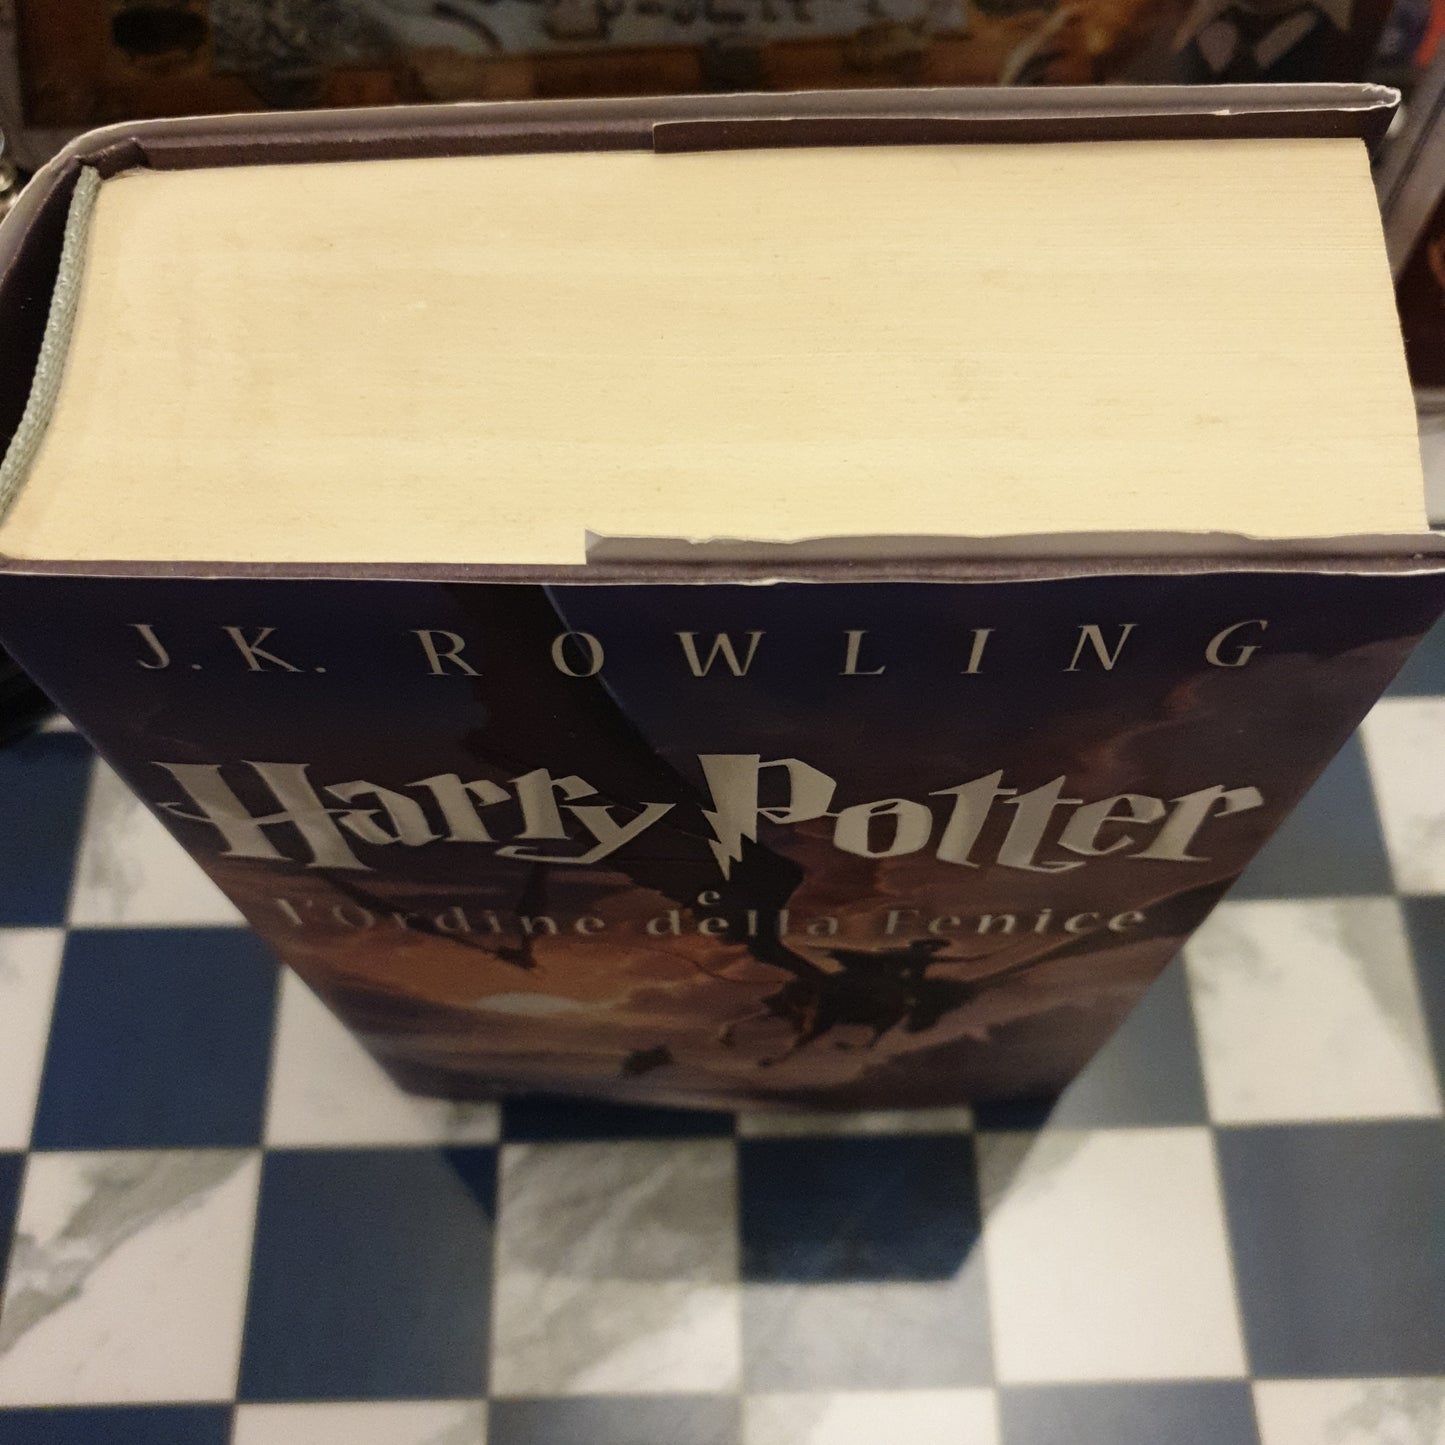 J.K. ROWLING
Harry Potter
e
l'Ordine della Fenice